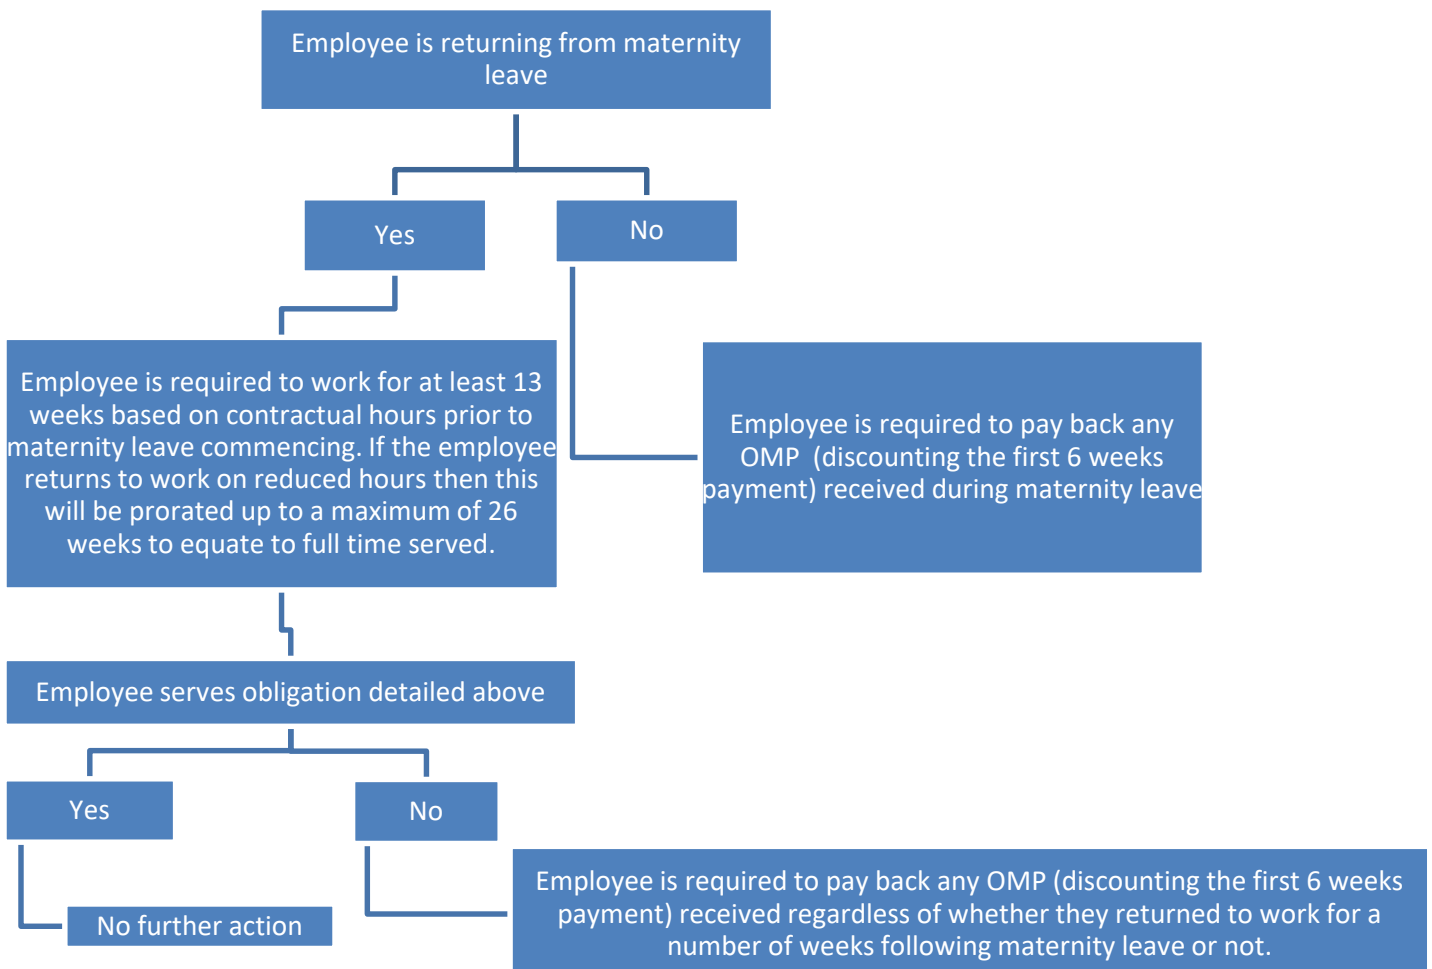 Employee is returning from maternity
leave
Yes
No
Employee is required to work for at least 13
weeks based on contractual hours prior to
maternity leave commencing. If the employee
returns to work on reduced hours then this
will be prorated up to a maximum of 26
weeks to equate to full time served.
Employee is required to pay back any
OMP  (discounting the first 6 weeks
payment) received during maternity leave
Employee serves obligation detailed above
Yes
No
No further action
Employee is required to pay back any OMP (discounting the first 6 weeks
payment) received regardless of whether they returned to work for a
number of weeks following maternity leave or not.